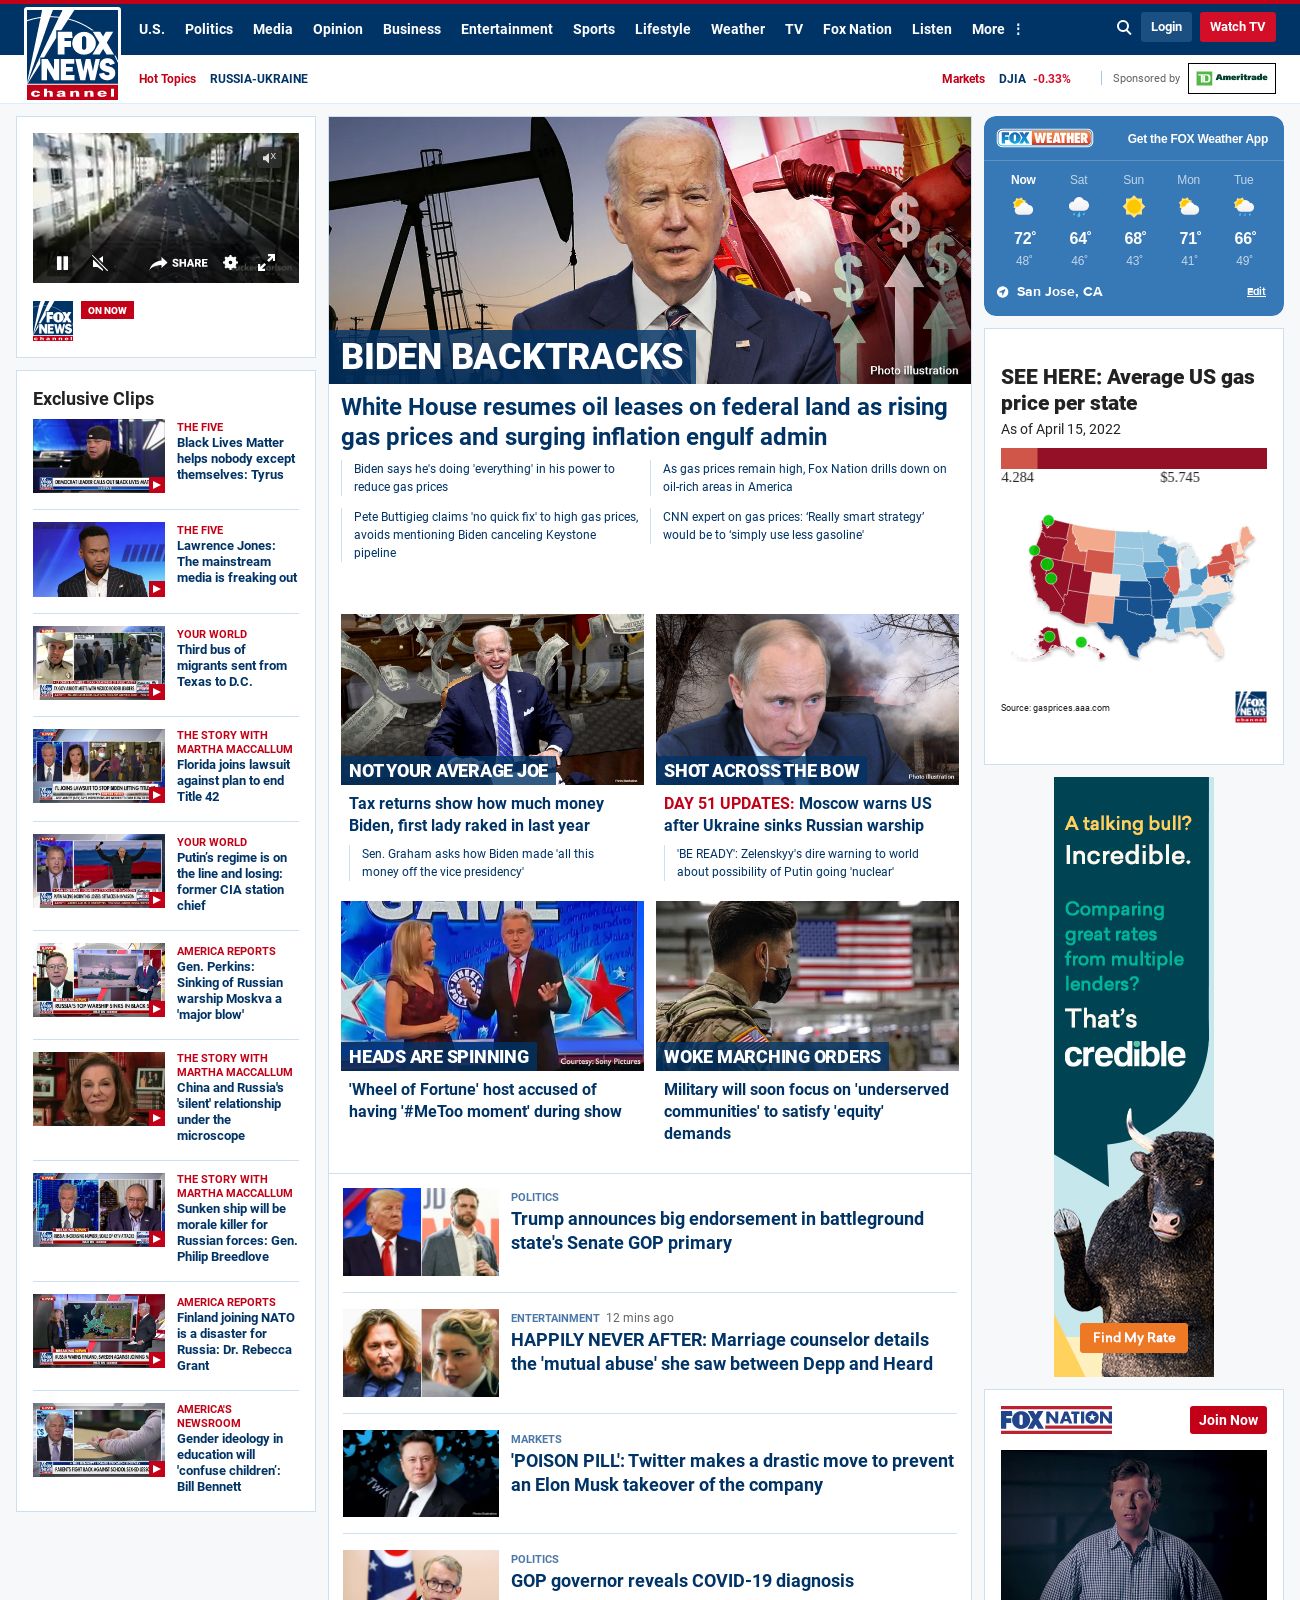 FOX
NEWS
channel
U.S.
Politics
Media
Opinion
Business
Entertainment
Sports
Lifestyle
Weather
TV
Fox Nation
Listen
More
Login
Watch TV
Hot Topics
RUSSIA-UKRAINE
Markets
DJIA -0.33%
Sponsored by
TD Ameritrade
SHARE
FOX
NEWS
channel
ON NOW
Exclusive Clips
THE FIVE
Black Lives Matter
helps nobody except
themselves: Tyrus
THE FIVE
Lawrence Jones:
The mainstream
media is freaking out
YOUR WORLD
Third bus of
migrants sent from
Texas to D.C.
THE STORY WITH
MARTHA MACCALLUM
Florida joins lawsuit
against plan to end
Title 42
YOUR WORLD
Putin's regime is on
the line and losing:
former CIA station
chief
AMERICA REPORTS
Gen. Perkins:
Sinking of Russian
warship Moskva a
'major blow'
THE STORY WITH
MARTHA MACCALLUM
China and Russia's
'silent' relationship
under the
microscope
THE STORY WITH
MARTHA MACCALLUM
Sunken ship will be
morale killer for
Russian forces: Gen.
Philip Breedlove
AMERICA REPORTS
Finland joining NATO
is a disaster for
Russia: Dr. Rebecca
Grant
AMERICA'S
NEWSROOM
Gender ideology in
education will
'confuse children':
Bill Bennett
BIDEN BACKTRACKS
Photo illustration
White House resumes oil leases on federal land as rising
gas prices and surging inflation engulf admin
Biden says he's doing 'everything' in his power to
reduce gas prices
As gas prices remain high, Fox Nation drills down on
oil-rich areas in America
Pete Buttigieg claims 'no quick fix' to high gas prices,
avoids mentioning Biden canceling Keystone
pipeline
CNN expert on gas prices: ‘Really smart strategy’
would be to ‘simply use less gasoline'
NOT YOUR AVERAGE JOE
Tax returns show how much money
Biden, first lady raked in last year
Sen. Graham asks how Biden made 'all this
money off the vice presidency'
SHOT ACROSS THE BOW
Photo Illustration
DAY 51 UPDATES: Moscow warns US
after Ukraine sinks Russian warship
'BE READY': Zelenskyy's dire warning to world
about possibility of Putin going 'nuclear'
GAME
HEADS ARE SPINNING
Courtesy: Sony Pictures
'Wheel of Fortune' host accused of
having '#MeToo moment' during show
WOKE MARCHING ORDERS
Military will soon focus on 'underserved
communities' to satisfy 'equity'
demands
POLITICS
Trump announces big endorsement in battleground
state's Senate GOP primary
ENTERTAINMENT 12 mins ago
HAPPILY NEVER AFTER: Marriage counselor details
the 'mutual abuse' she saw between Depp and Heard
MARKETS
'POISON PILL': Twitter makes a drastic move to prevent
an Elon Musk takeover of the company
POLITICS
GOP governor reveals COVID-19 diagnosis
FOX WEATHER
Get the FOX Weather App
Now Sat Sun Mon Tue
72° 64° 68° 71° 66°
48° 46° 43° 41° 49°
San Jose, CA
Edit
SEE HERE: Average US gas
price per state
As of April 15, 2022
4.284 $5.745
Source: gasprices.aaa.com
FOX
NEWS
channel
A talking bull?
Incredible.
Comparing
great rates
from multiple
lenders?
That's
credible
Find My Rate
FOX NATION
Join Now